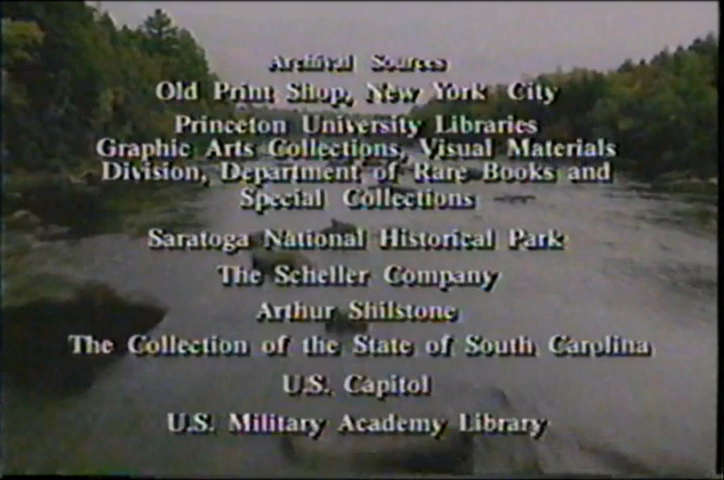 Archival Sources
Old Print Shop, New York City
Princeton University Libraries
Graphic Arts Collections, Visual Materials
Division, Department of Rare Books and
Special Collections
Saratoga National Historical Park
The Scheller Company
Arthur Shilstone
The Collection of the State of South Carolina
U.S. Capitol
U.S. Military Academy Library